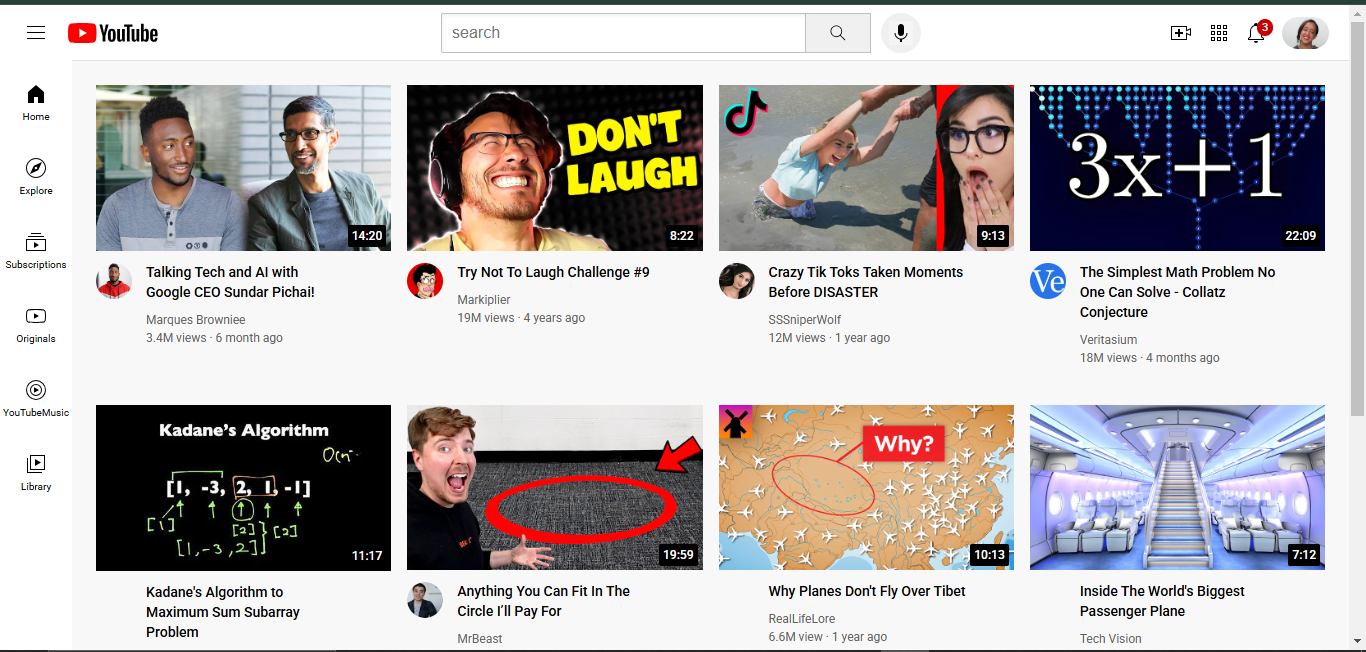 YouTube
search
3
Home
Explore
Subscriptions
Originals
YouTubeMusic
Library
14:20
Talking Tech and AI with
Google CEO Sundar Pichai!
Marques Browniee
3.4M views · 6 month ago
DON'T
LAUGH
8:22
Try Not To Laugh Challenge #9
Markiplier
19M views · 4 years ago
9:13
Crazy Tik Toks Taken Moments
Before DISASTER
SSSniperWolf
12M views · 1 year ago
3x+1
22:09
Ve
The Simplest Math Problem No
One Can Solve - Collatz
Conjecture
Veritasium
18M views · 4 months ago
Kadane's Algorithm
[1, -3, 2, 1, -1]
[1]
[2]
[2]
[1, -3, 2]
11:17
Kadane's Algorithm to
Maximum Sum Subarray
Problem
19:59
Anything You Can Fit In The
Circle I’ll Pay For
MrBeast
Why?
10:13
Why Planes Don't Fly Over Tibet
RealLifeLore
6.6M view · 1 year ago
7:12
Inside The World's Biggest
Passenger Plane
Tech Vision